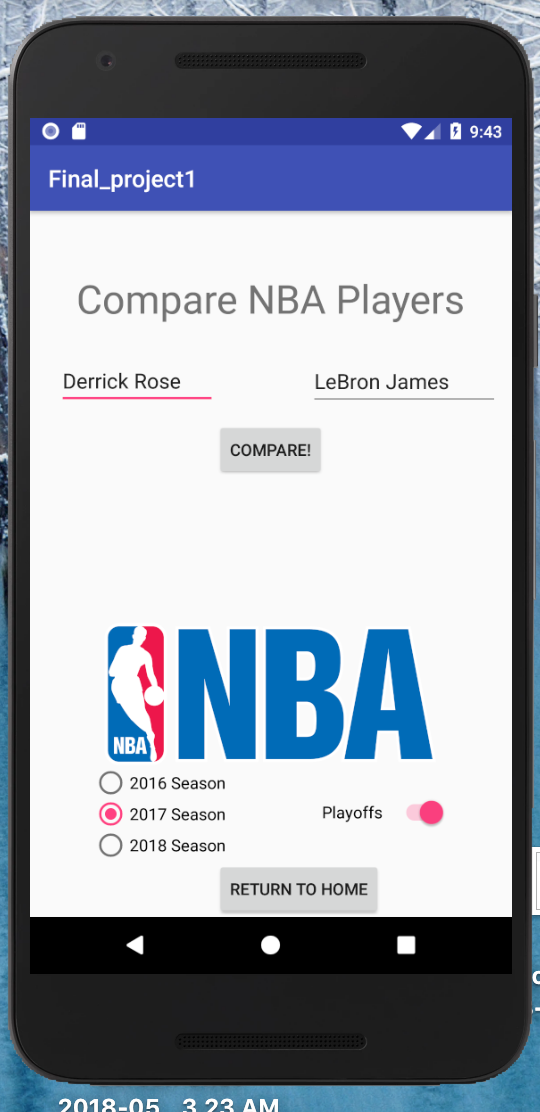 9:43
Final_project1
Compare NBA Players
Derrick Rose LeBron James
COMPARE!
NBA NBA
2016 Season
2017 Season Playoffs
2018 Season
RETURN TO HOME
2018-05 3.23 AM